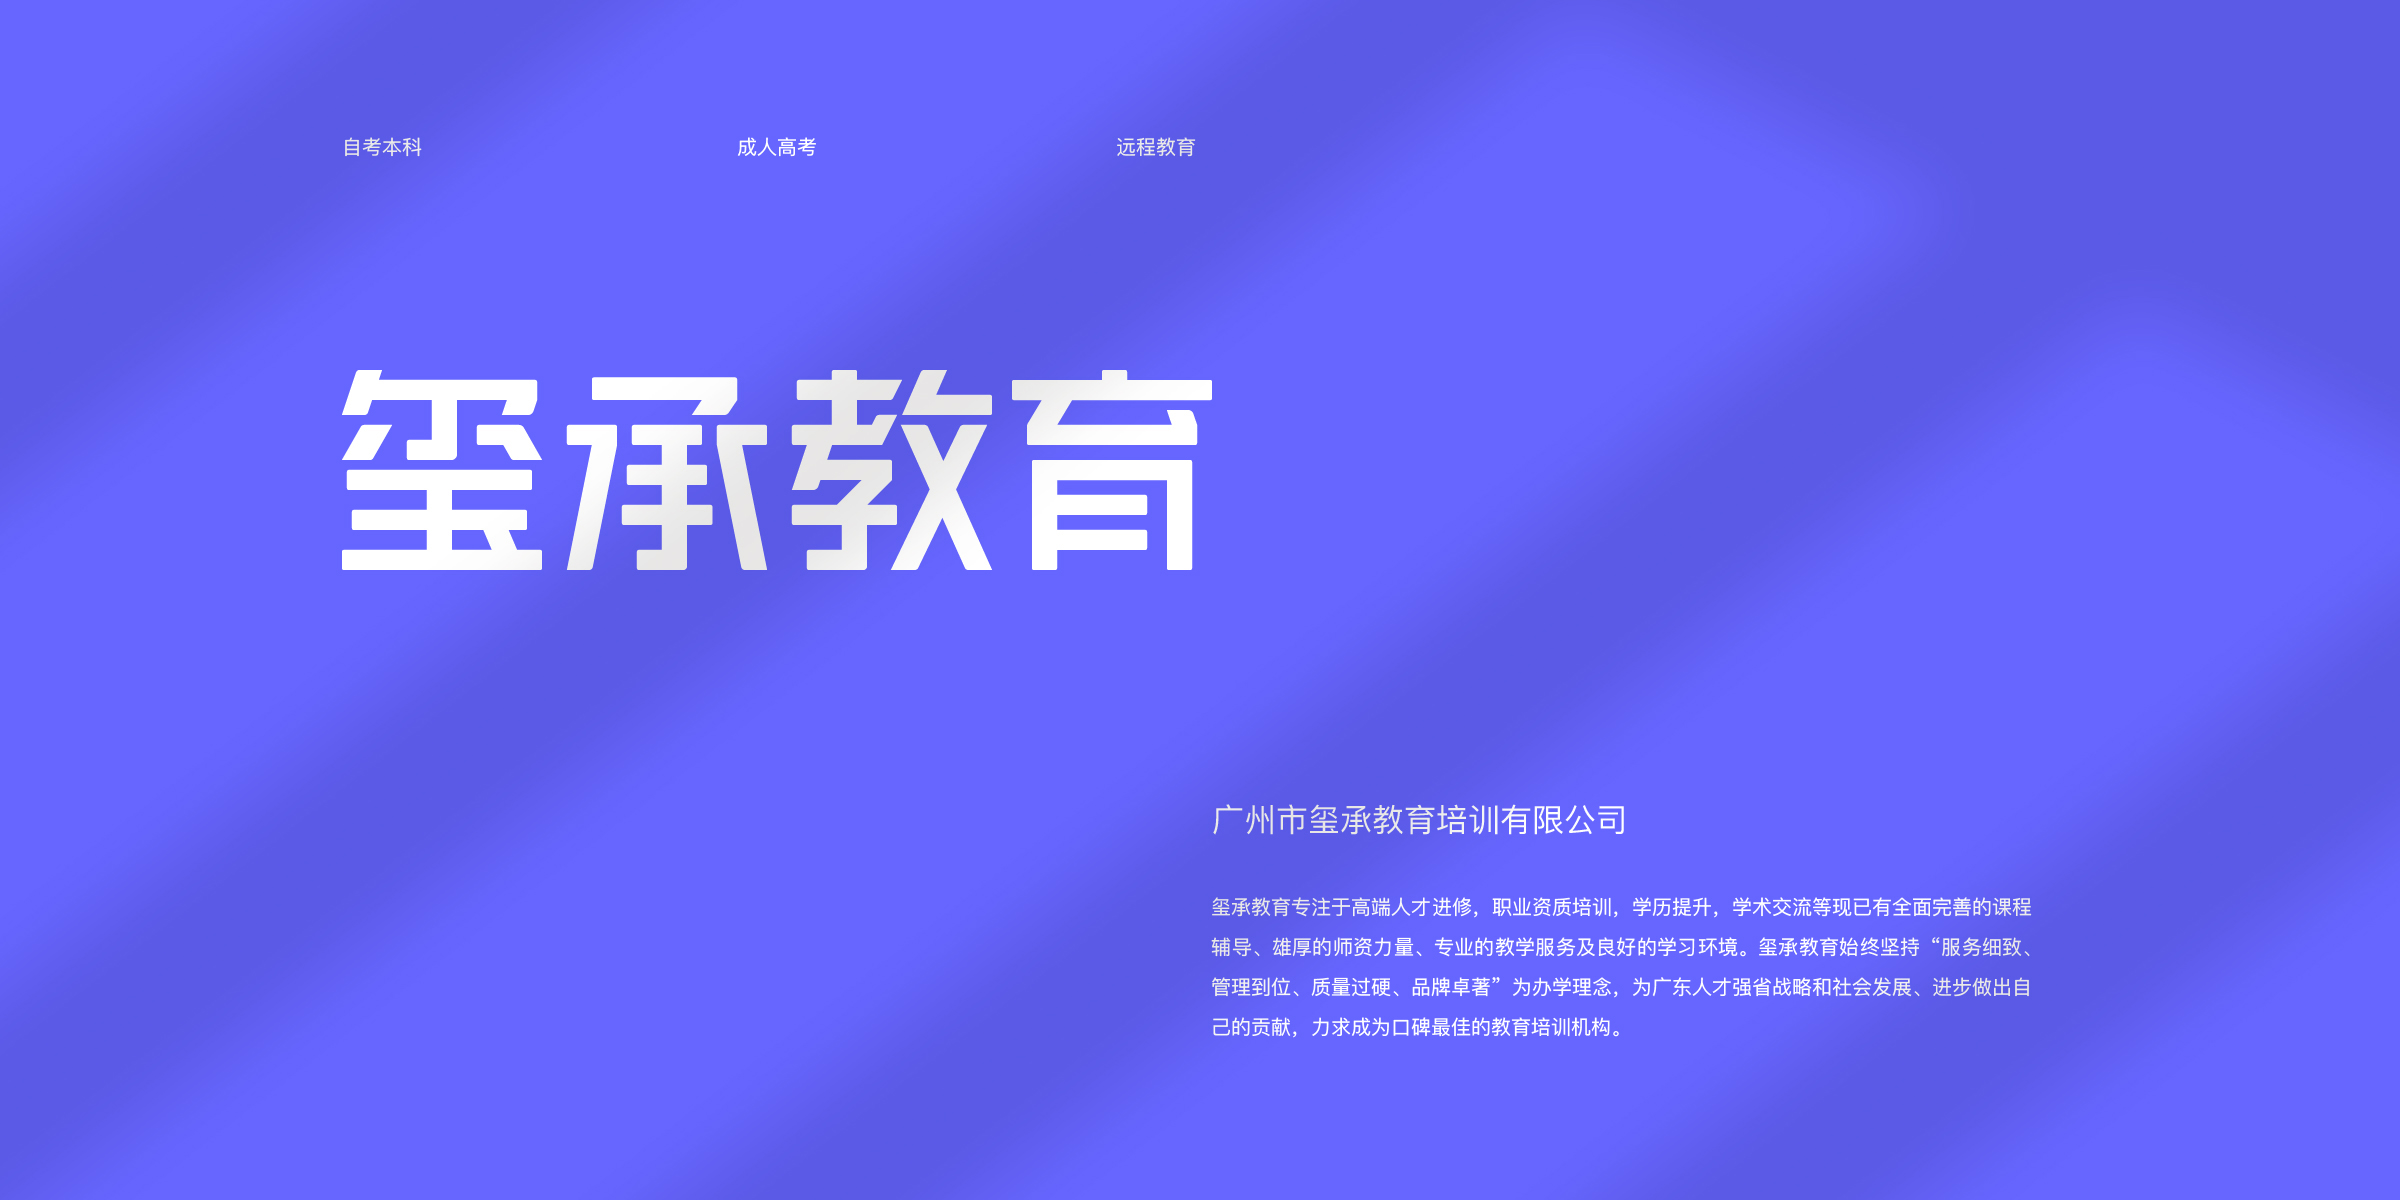 自考本科
成人高考
远程教育
玺承教育
广州市玺承教育培训有限公司
玺承教育专注于高端人才进修，职业资质培训，学历提升，学术交流等现已有全面完善的课程
辅导、雄厚的师资力量、专业的教学服务及良好的学习环境。玺承教育始终坚持“服务细致、
管理到位、质量过硬、品牌卓著”为办学理念，为广东人才强省战略和社会发展、进步做出自
己的贡献，力求成为口碑最佳的教育培训机构。